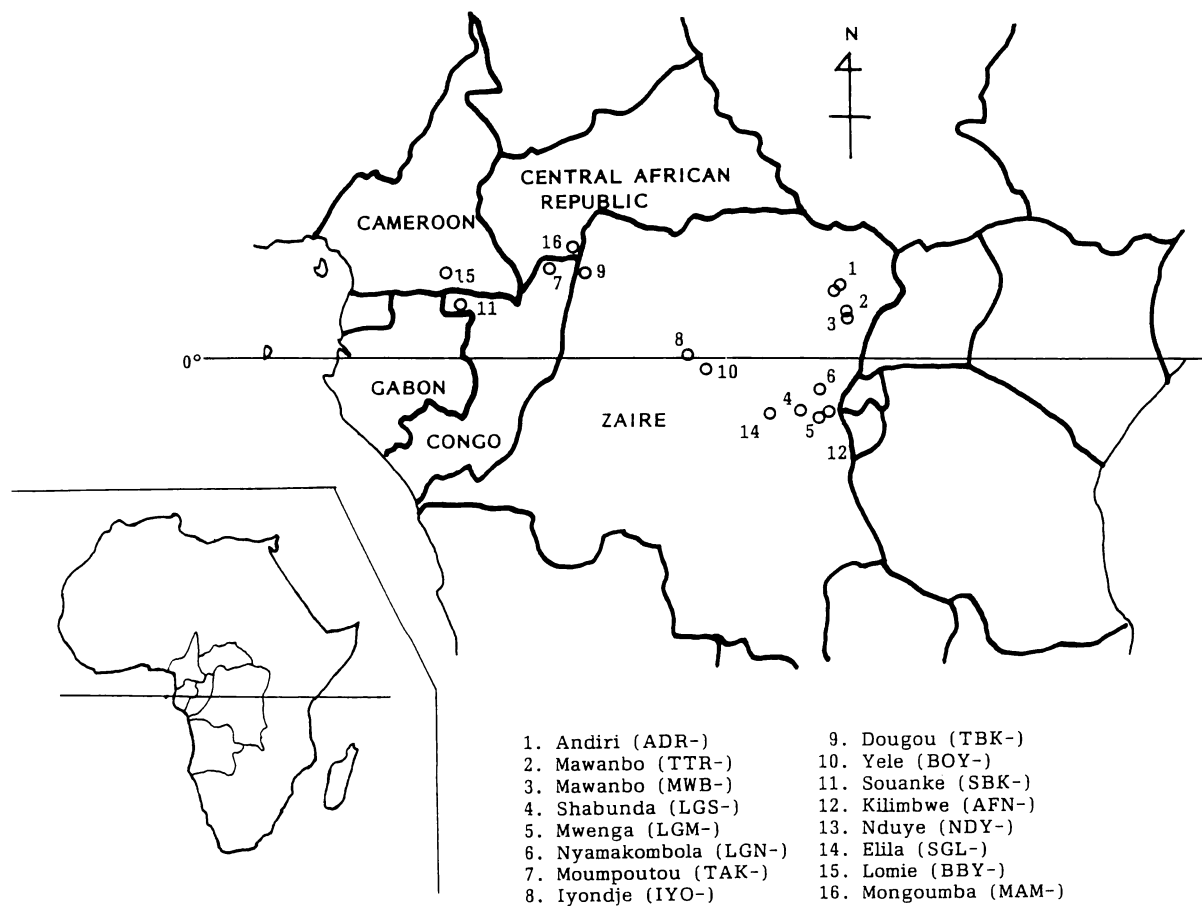 N
CENTRAL AFRICAN
REPUBLIC
CAMEROON
16
15
7
9
1
11
2
3
8
0°
10
6
GABON
4
ZAIRE
14
5
CONGO
12
1. Andiri (ADR-)
2. Mawanbo (TTR-)
3. Mawanbo (MWB-)
4. Shabunda (LGS-)
5. Mwenga (LGM-)
6. Nyamakombola (LGN-)
7. Moumpoutou (TAK-)
8. Iyondje (IYO-)
9. Dougou (TBK-)
10. Yele (BOY-)
11. Souanke (SBK-)
12. Kilimbwe (AFN-)
13. Nduye (NDY-)
14. Elila (SGL-)
15. Lomie (BBY-)
16. Mongoumba (MAM-)